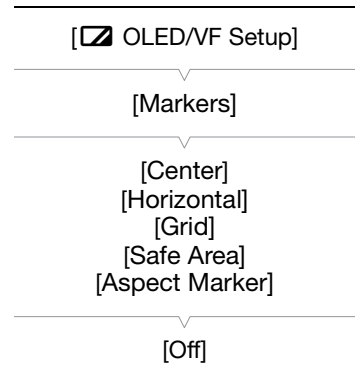 [ OLED/VF Setup]
[Markers]
[Center]
[Horizontal]
[Grid]
[Safe Area]
[Aspect Marker]
[Off]